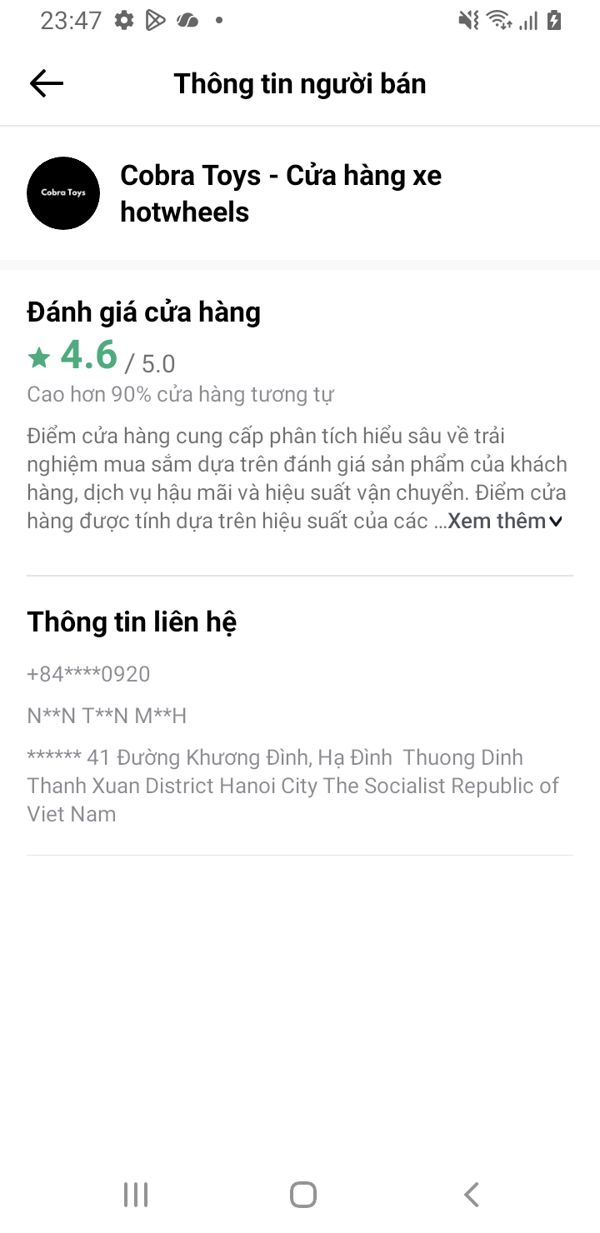 23:47
Thông tin người bán
Cobra Toys
Cobra Toys - Cửa hàng xe
hotwheels
Đánh giá cửa hàng
4.6 / 5.0
Cao hơn 90% cửa hàng tương tự
Điểm cửa hàng cung cấp phân tích hiểu sâu về trải
nghiệm mua sắm dựa trên đánh giá sản phẩm của khách
hàng, dịch vụ hậu mãi và hiệu suất vận chuyển. Điểm cửa
hàng được tính dựa trên hiệu suất của các ...Xem thêm
Thông tin liên hệ
+84****0920
N**N T**N M**H
****** 41 Đường Khương Đình, Hạ Đình  Thuong Dinh
Thanh Xuan District Hanoi City The Socialist Republic of
Viet Nam